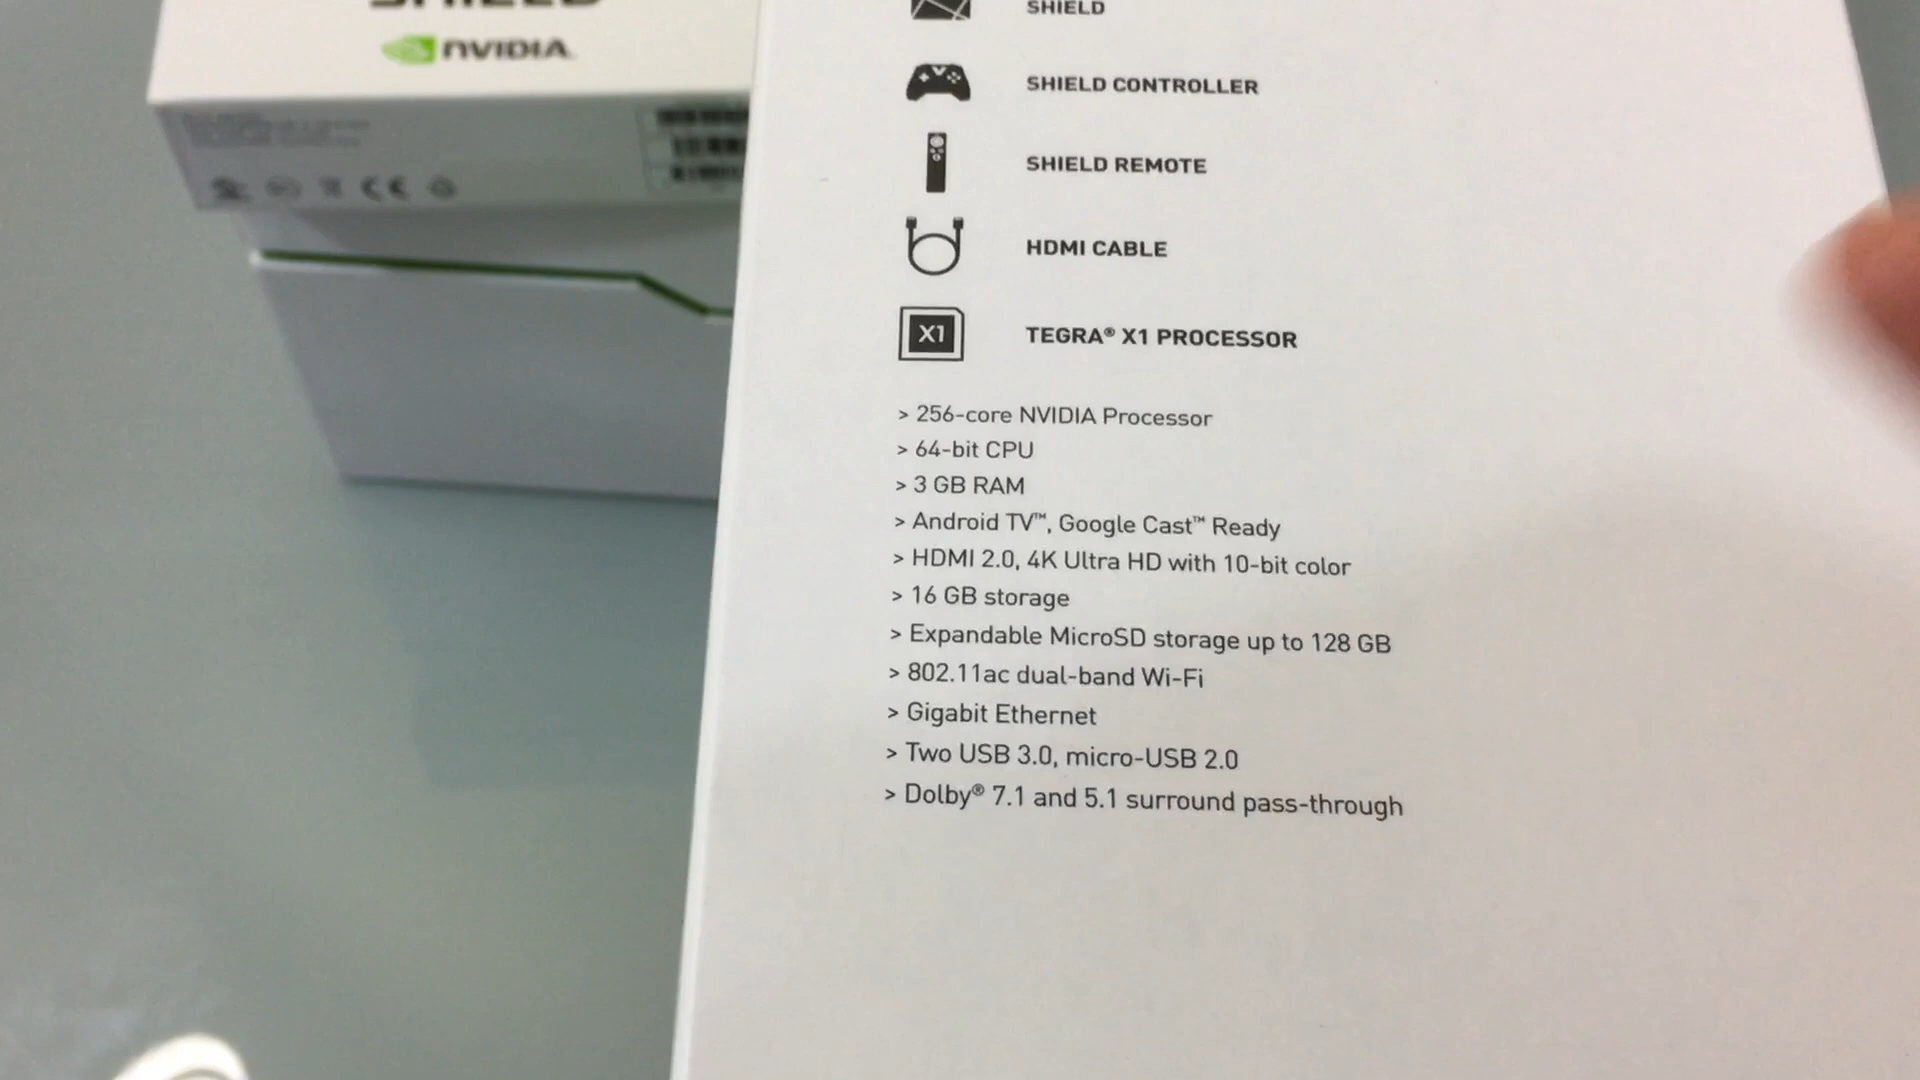 SHIELD
NVIDIA.
SHIELD
SHIELD CONTROLLER
SHIELD REMOTE
HDMI CABLE
X1
TEGRA® X1 PROCESSOR
> 256-core NVIDIA Processor
> 64-bit CPU
> 3 GB RAM
> Android TV™, Google Cast™ Ready
> HDMI 2.0, 4K Ultra HD with 10-bit color
> 16 GB storage
> Expandable MicroSD storage up to 128 GB
> 802.11ac dual-band Wi-Fi
> Gigabit Ethernet
> Two USB 3.0, micro-USB 2.0
> Dolby® 7.1 and 5.1 surround pass-through